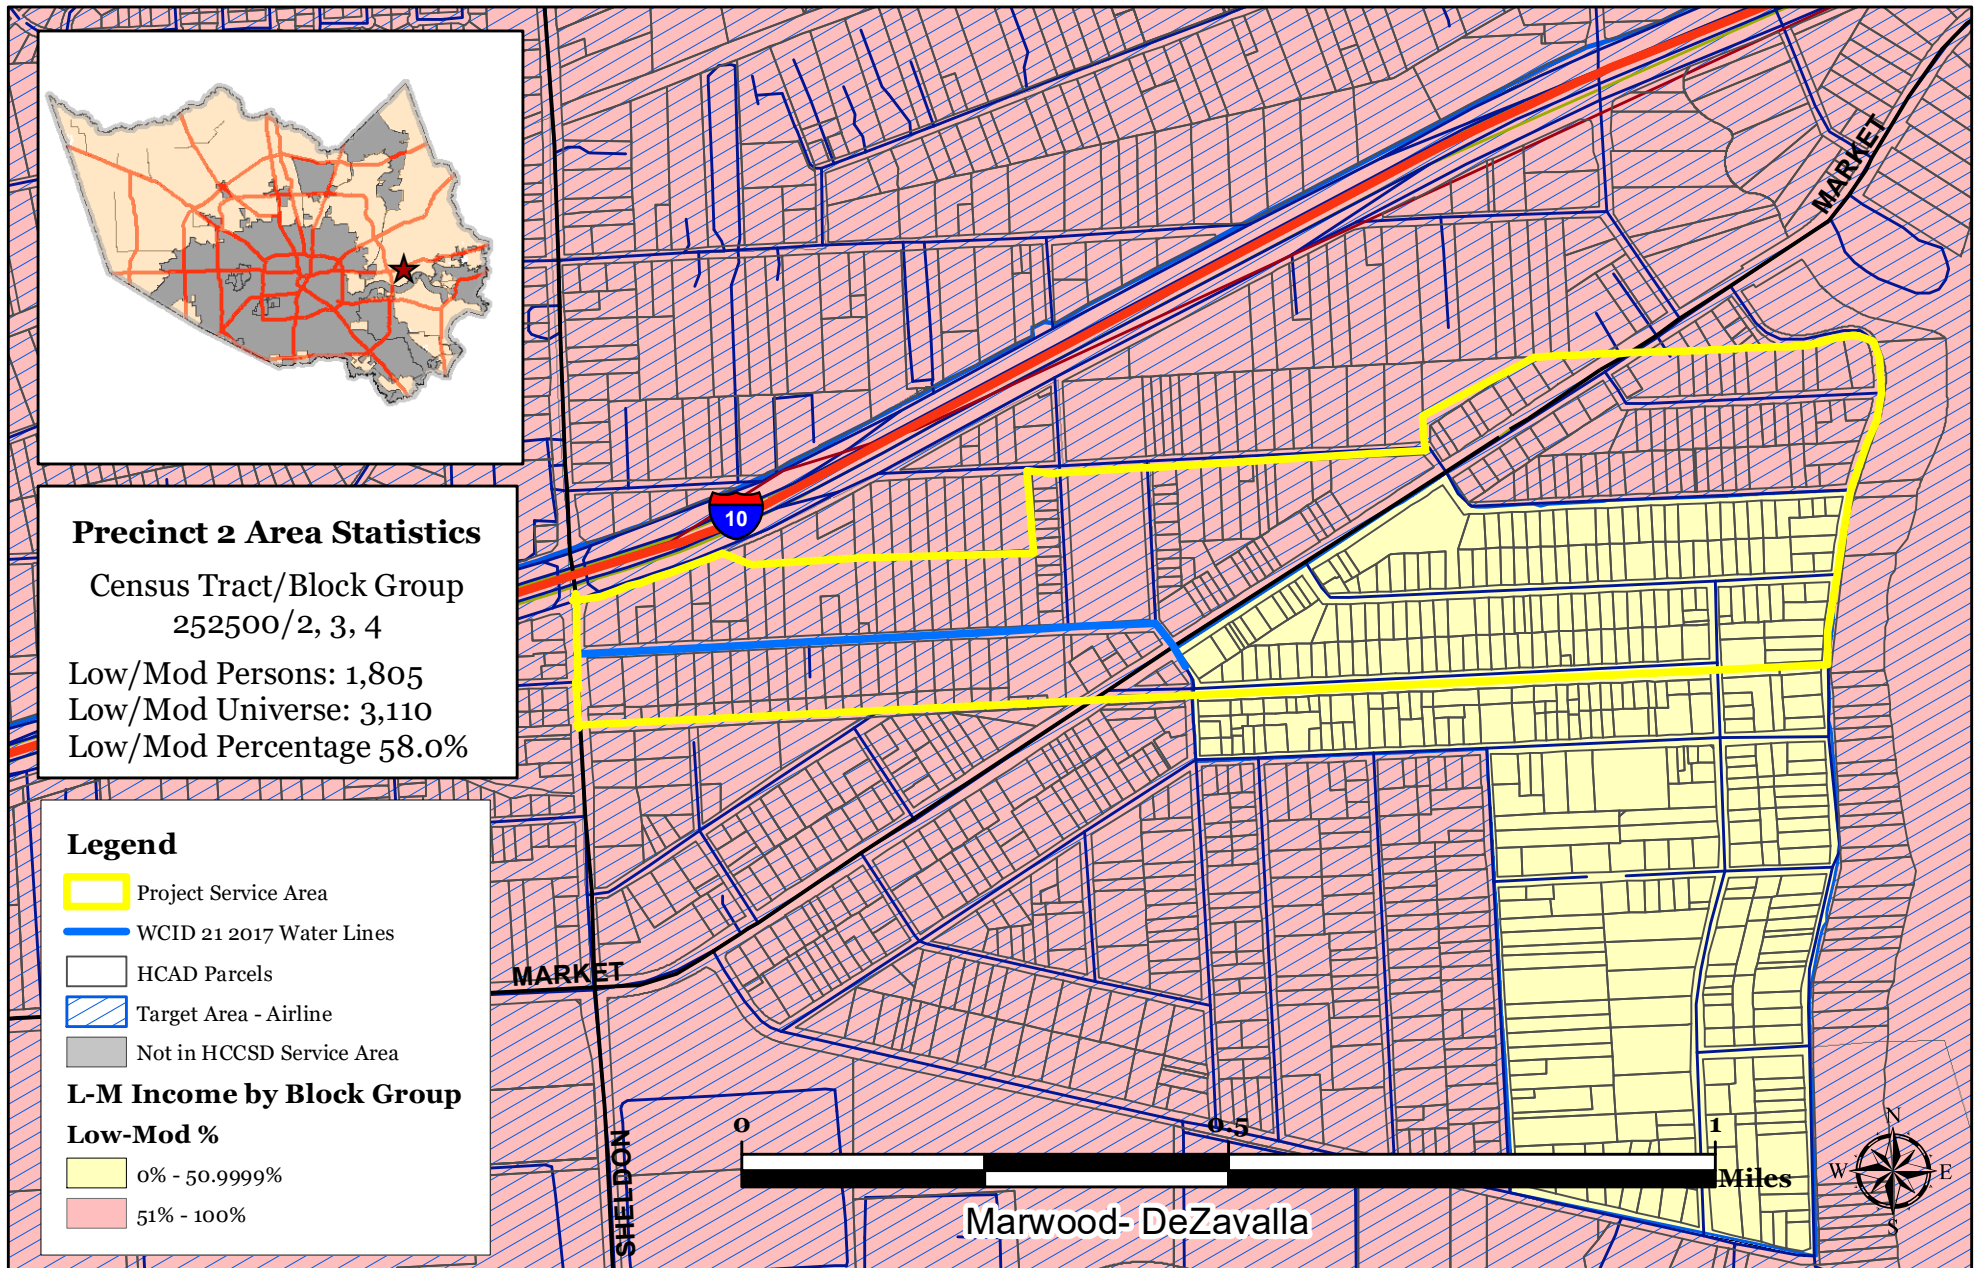 MARKET
10
Precinct 2 Area Statistics
Census Tract/Block Group
252500/2, 3, 4
Low/Mod Persons: 1,805
Low/Mod Universe: 3,110
Low/Mod Percentage 58.0%
Legend
Project Service Area
WCID 21 2017 Water Lines
HCAD Parcels
Target Area - Airline
Not in HCCSD Service Area
L-M Income by Block Group
Low-Mod %
0% - 50.9999%
51% - 100%
MARKET
SHELDON
0 0.5 1
Miles
Marwood- DeZavalla
N
W E
S